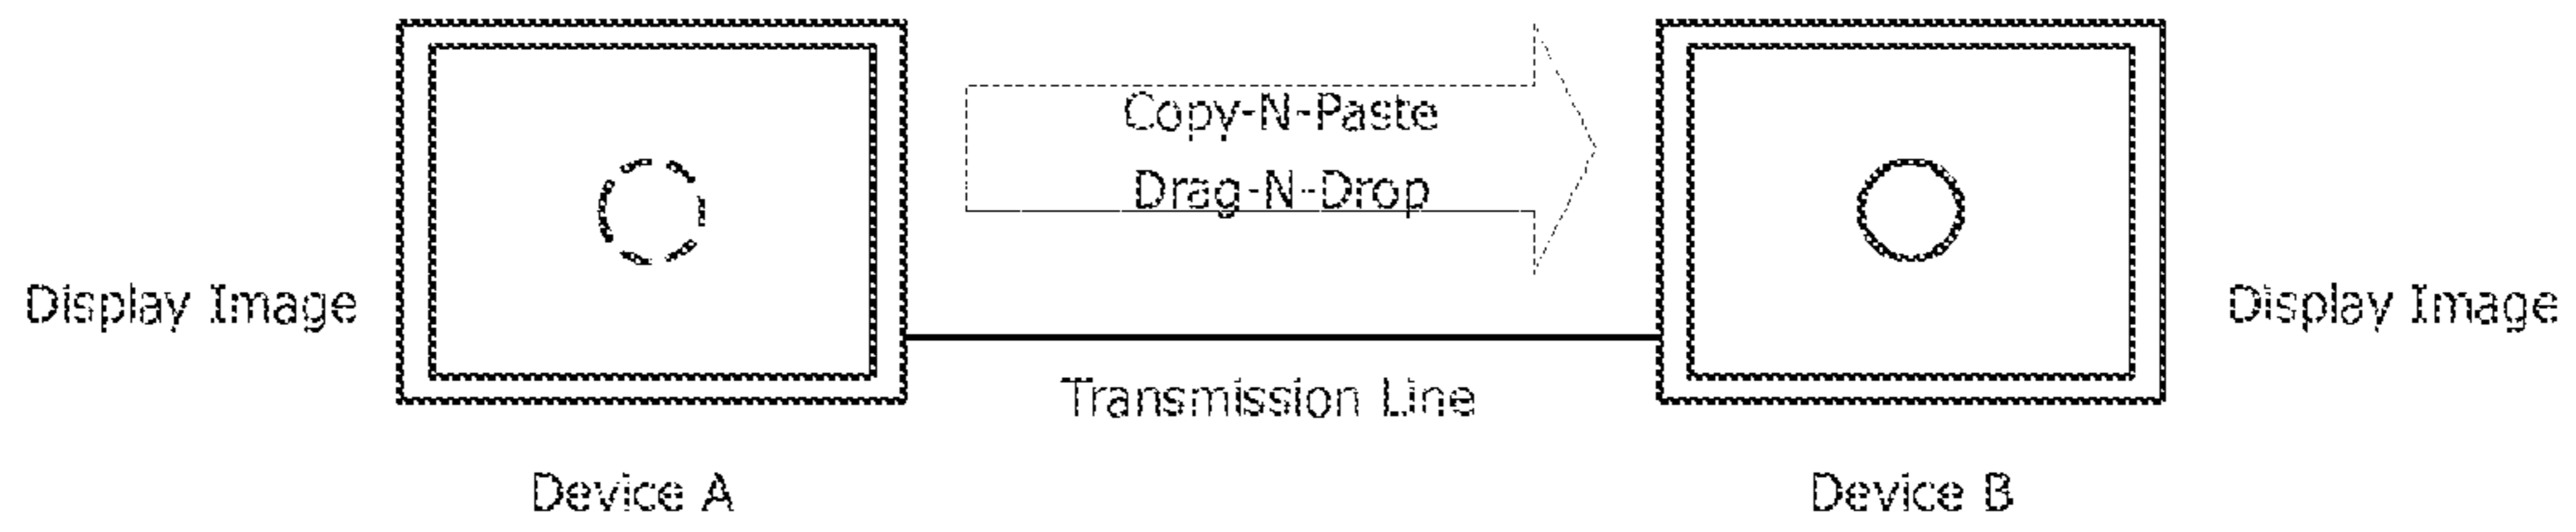 Copy-N-Paste
Drag-N-Drop
Display Image
Display Image
Transmission Line
Device A
Device B